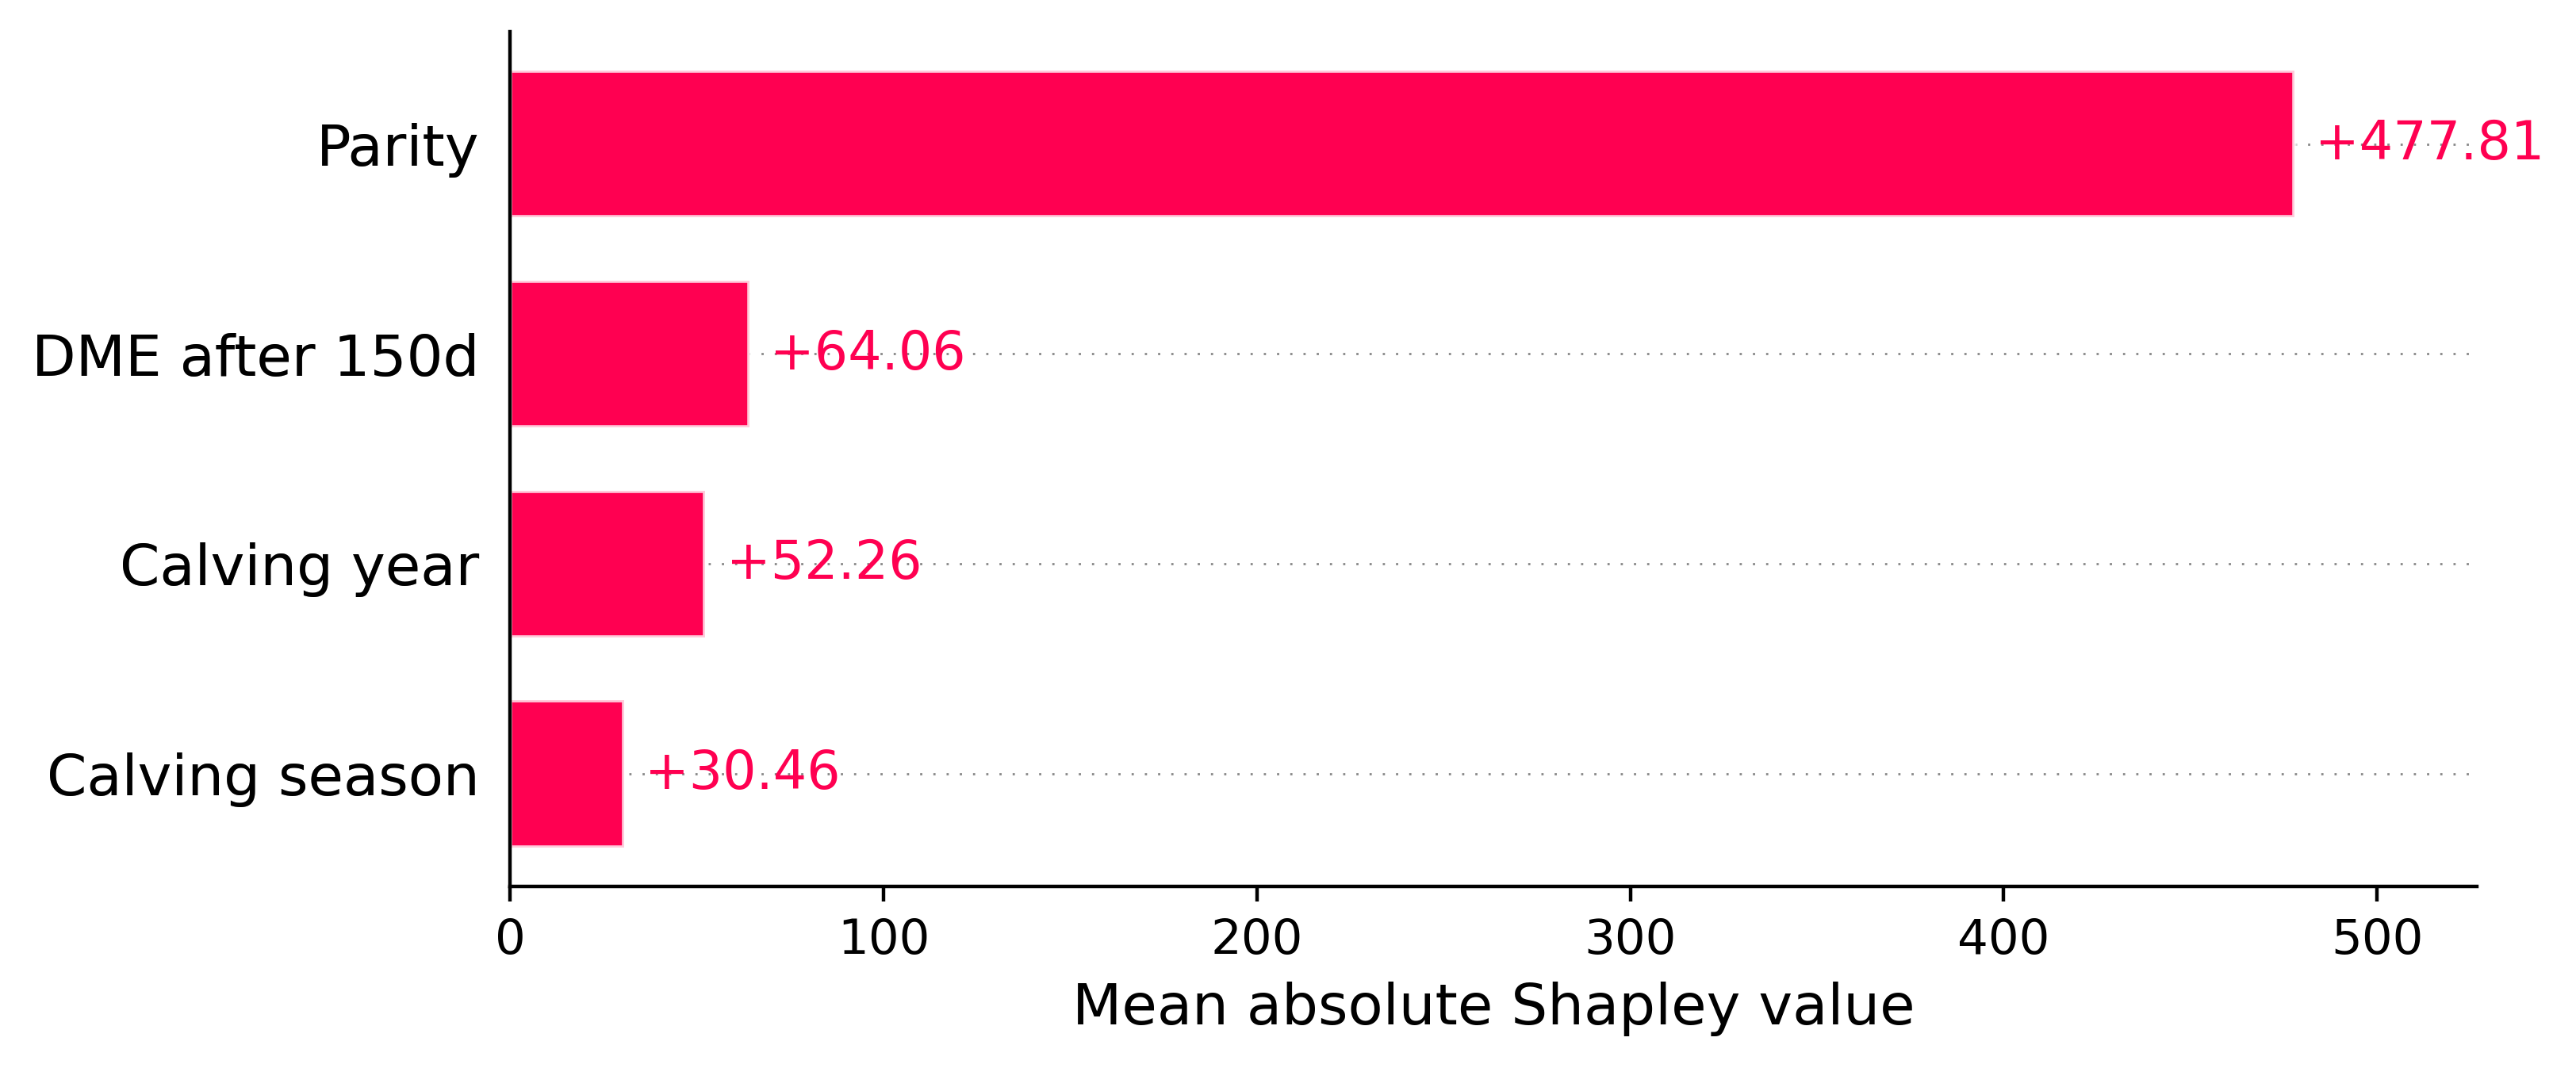 Parity
+477.81
DME after 150d
+64.06
Calving year
+52.26
Calving season
+30.46
0 100 200 300 400 500
Mean absolute Shapley value